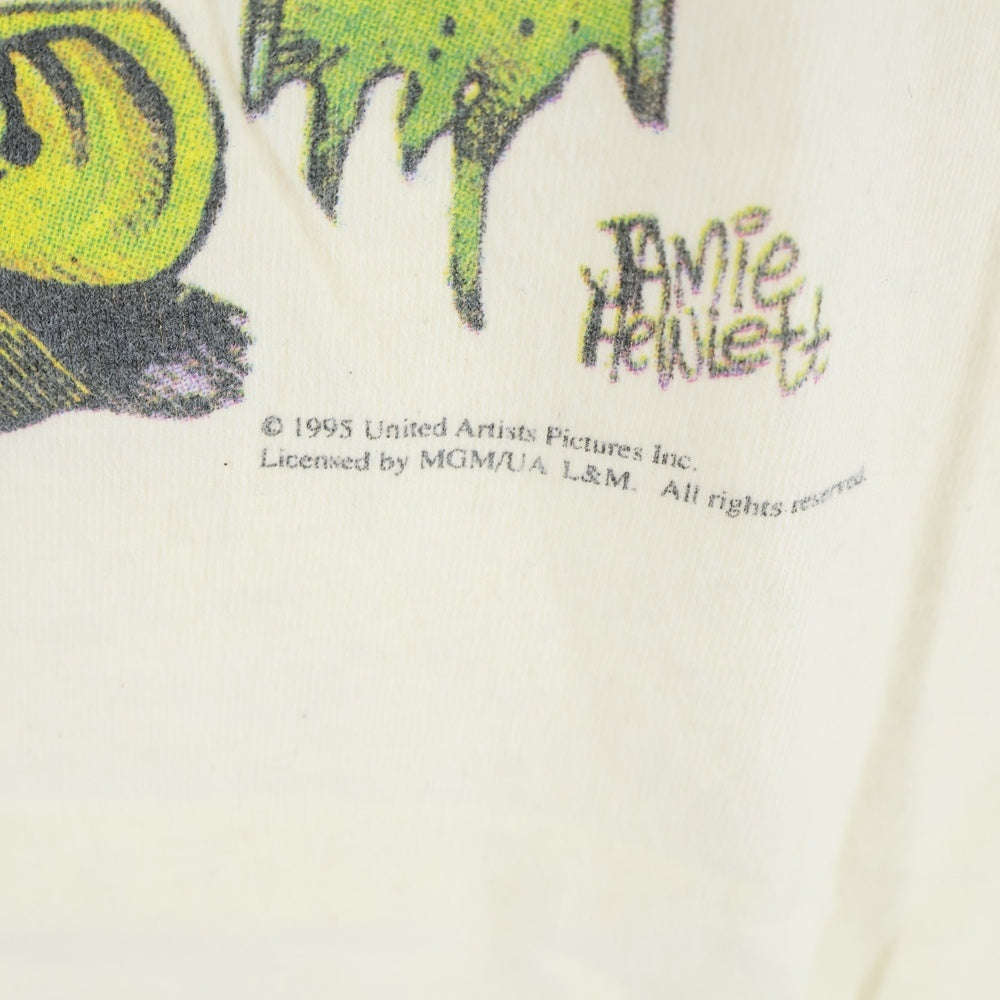 JAMiE
HEWLETT
© 1995 United Artists Pictures Inc.
Licensed by MGM/UA L&M. All rights reserved.